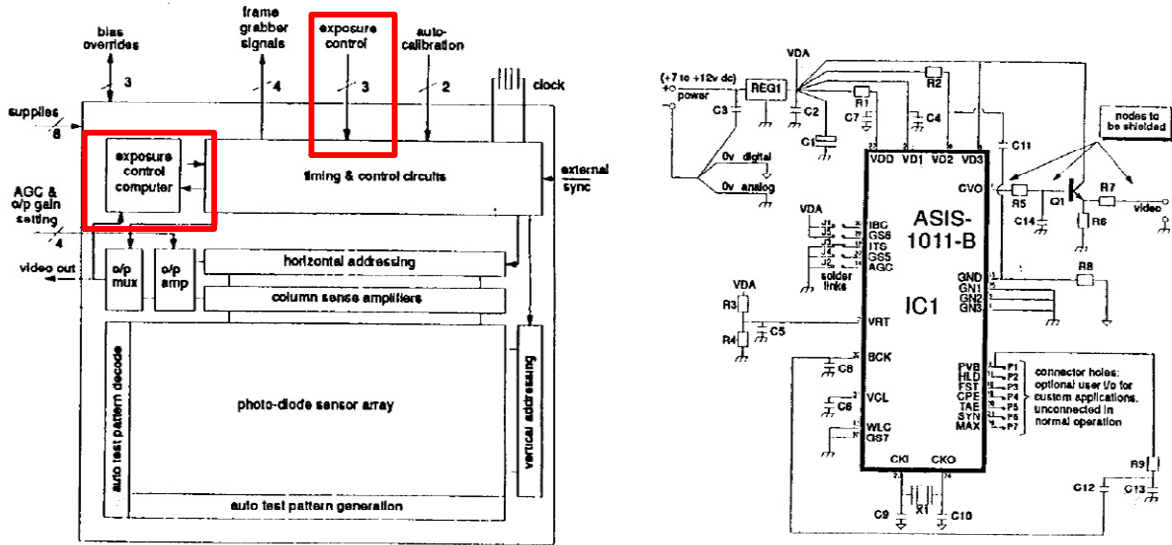 bias
overrides
3
frame
grabber
signals
4
exposure
control
3
auto-
calibration
2
clock
supplies
8
exposure
control
computer
timing & control circuits
external
sync
AGC &
o/p gain
setting
4
video out
o/p
mux
o/p
amp
horizontal addressing
column sense amplifiers
auto test pattern decode
photo-diode sensor array
vertical addressing
auto test pattern generation
VDA
(+7 to +12v dc)
power
REG1
C3
C2
C1
R1
C7
C4
R2
C11
nodes to
be shielded
0v digital
0v analog
VDD
VD1
VD2
VD3
CVO
R5
C14
Q1
R7
R6
video
ASIS-
1011-B
IC1
VDA
IBC
GS6
ITS
GS5
AGC
solder
links
GND
GN1
GN2
GN3
R8
VDA
R3
R4
C5
VRT
BCK
C8
VCL
C6
WLC
GS7
PVB
HLD
FST
CPE
TAE
SYN
MAX
P1
P2
P3
P4
P5
P6
P7
connector holes:
optional user i/o for
custom applications.
unconnected in
normal operation
CKI
CKO
X1
C9
C10
R9
C12
C13